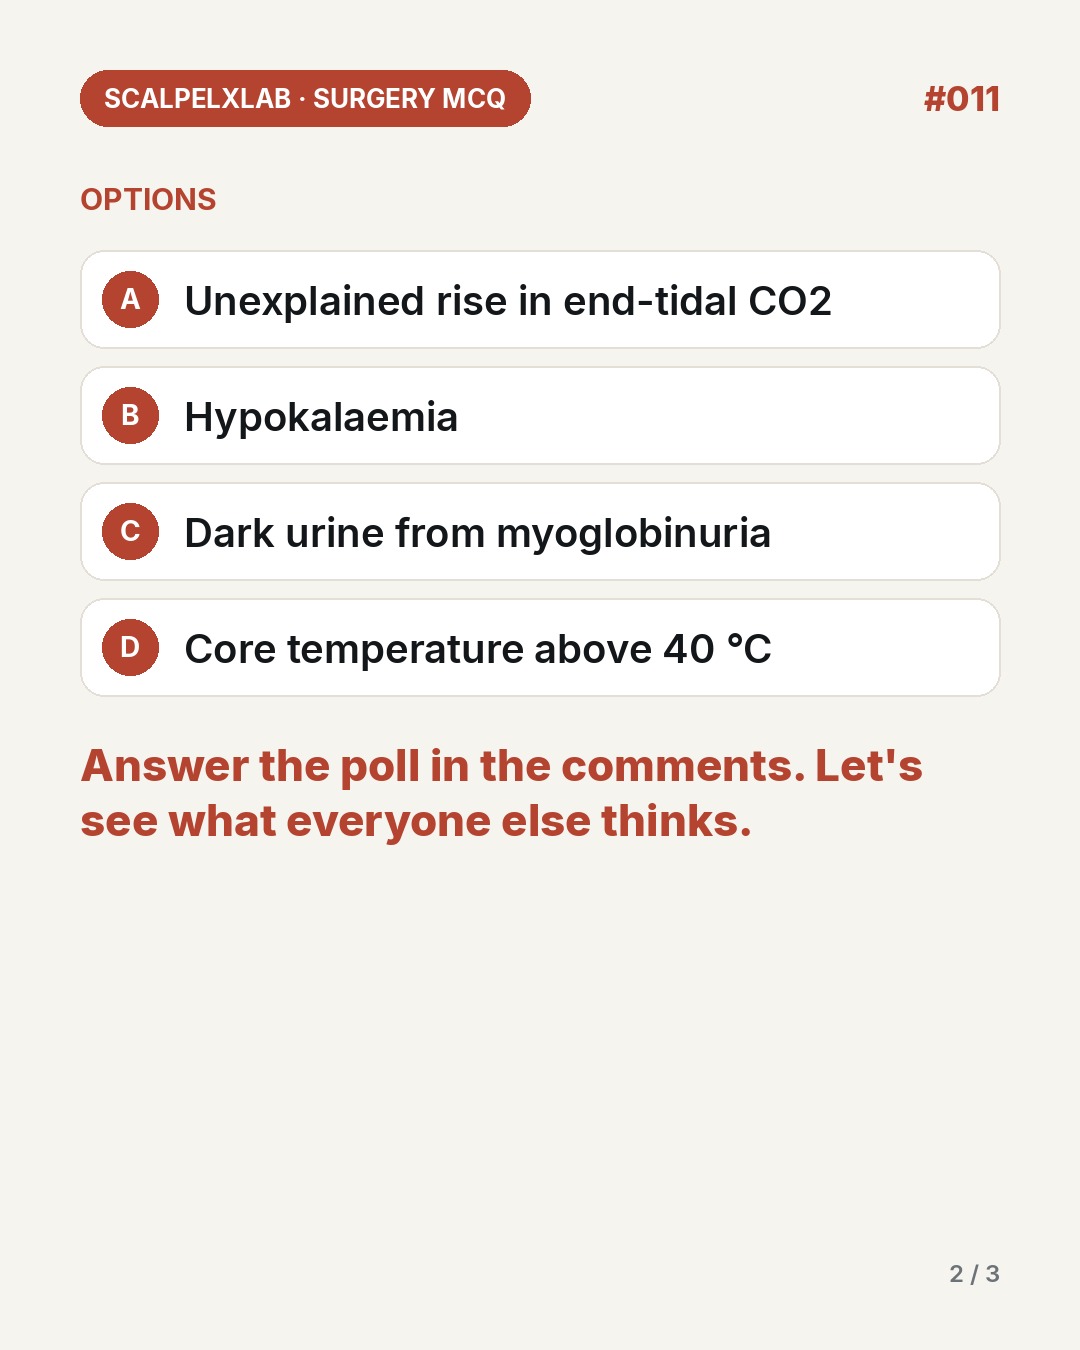 SCALPELXLAB · SURGERY MCQ
#011
OPTIONS
A Unexplained rise in end-tidal CO2
B Hypokalaemia
C Dark urine from myoglobinuria
D Core temperature above 40 °C
Answer the poll in the comments. Let's
see what everyone else thinks.
2 / 3